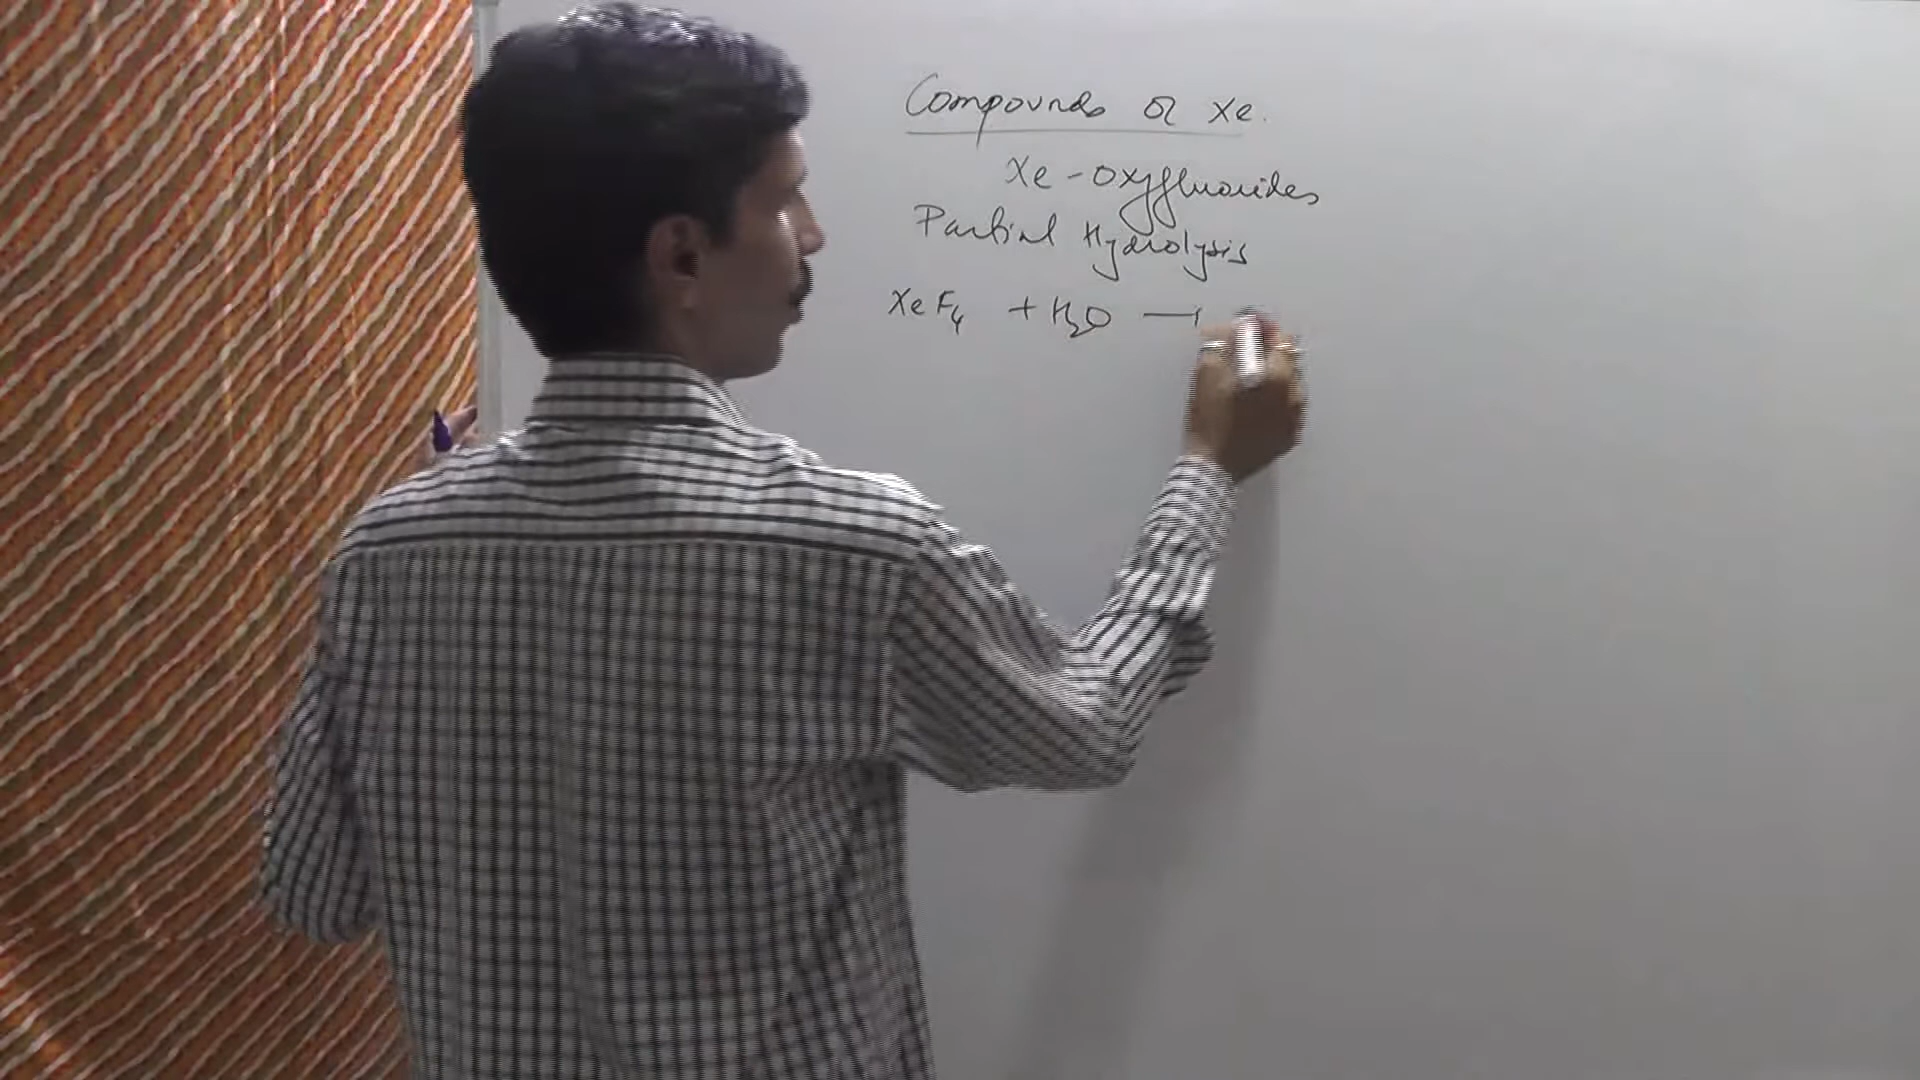 Compounds of Xe.
Xe - Oxyfluorides
Partial Hydrolysis
XeF₄ + H₂O →